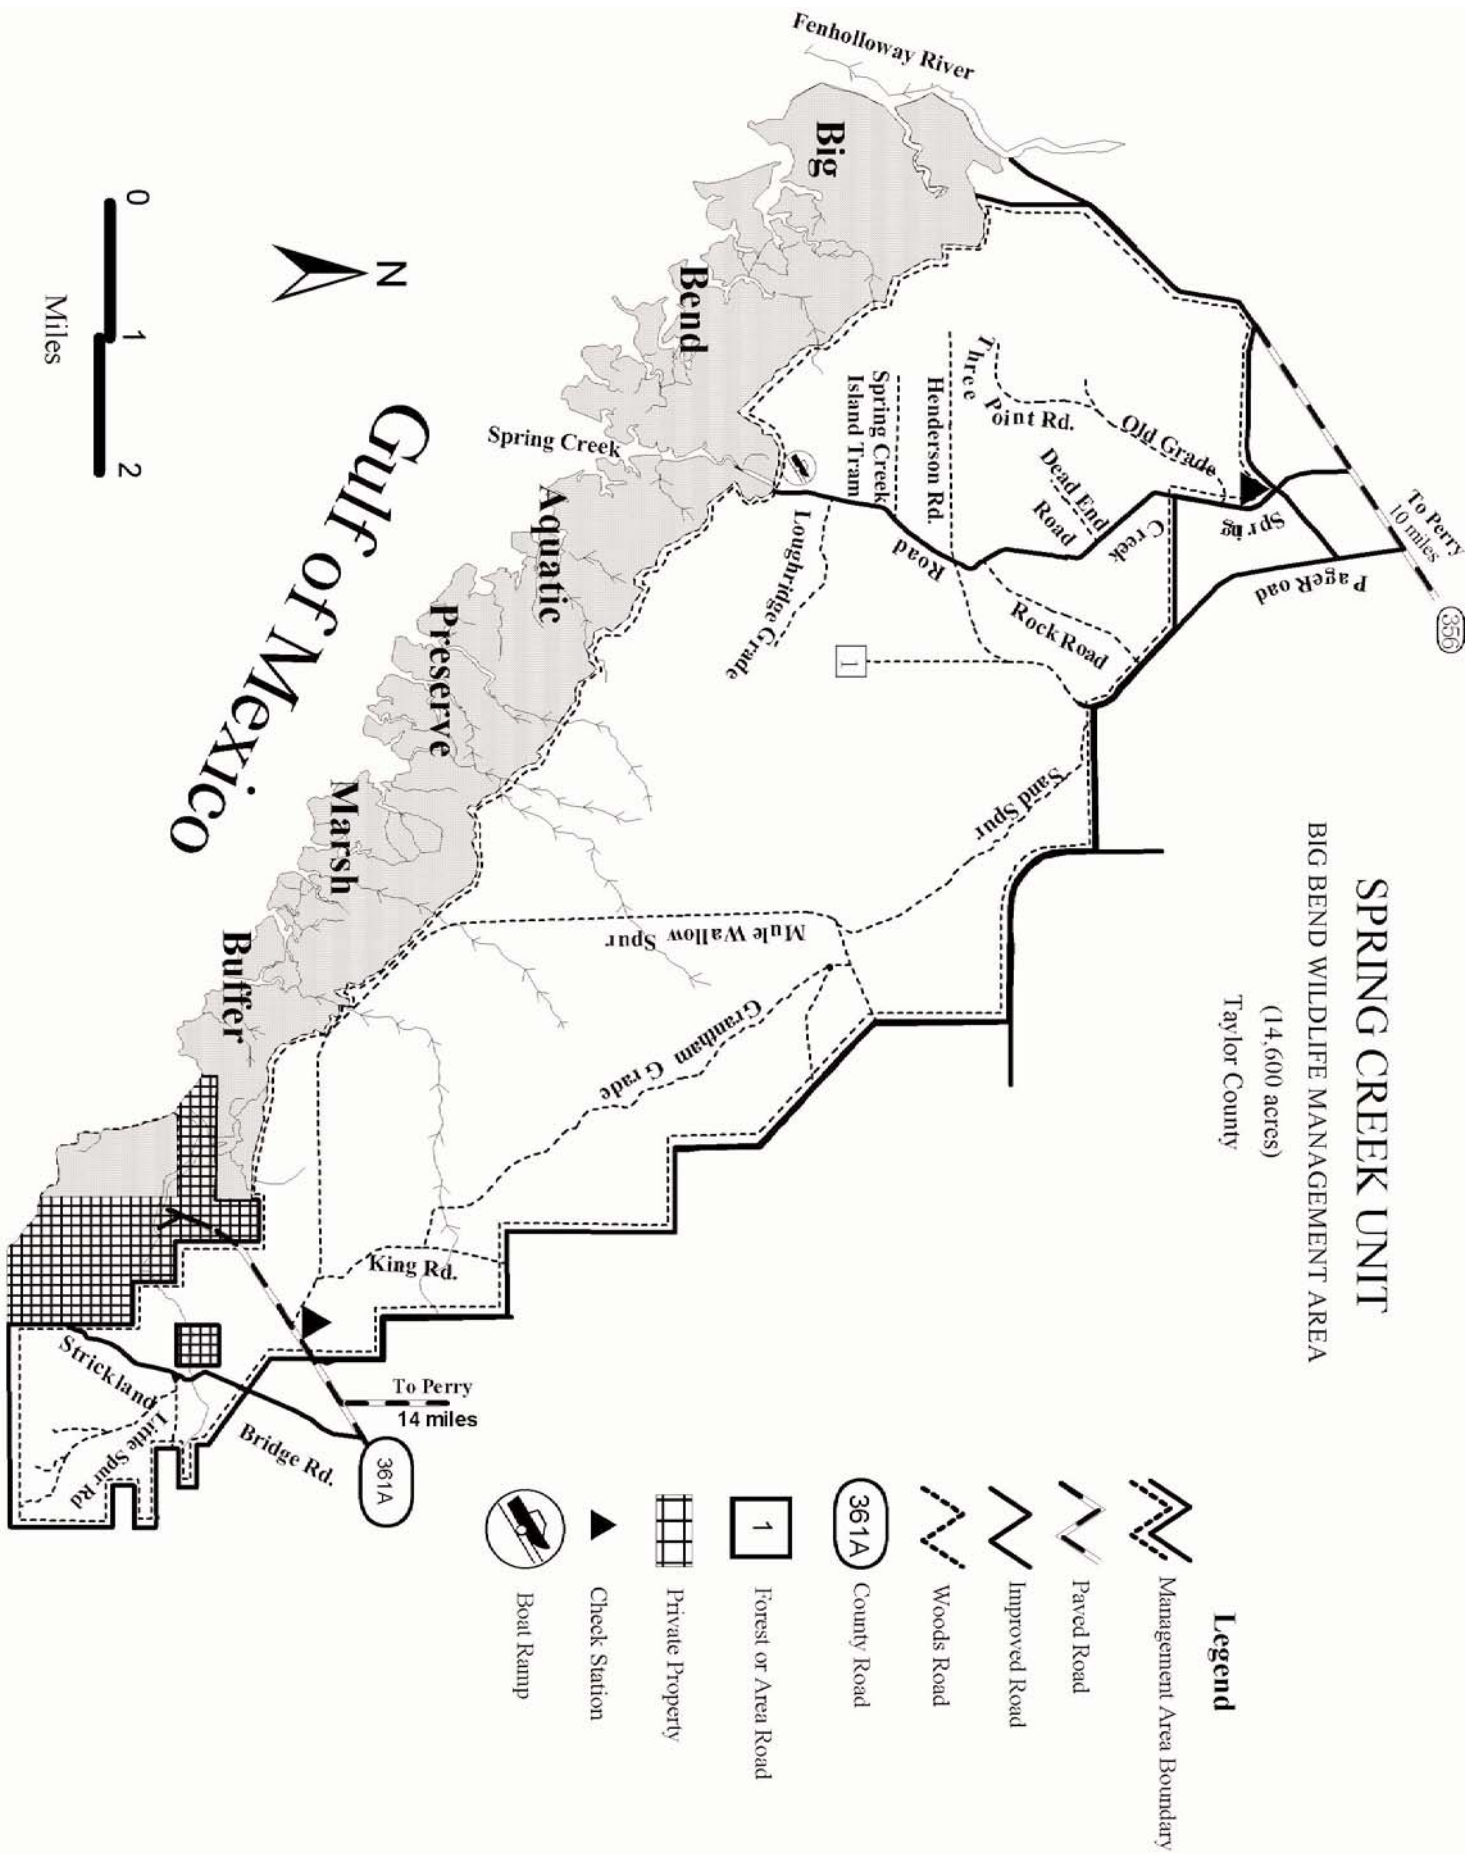 SPRING CREEK UNIT
BIG BEND WILDLIFE MANAGEMENT AREA
(14,600 acres)
Taylor County
356
To Perry
10 miles
Page Road
Spring
Creek
Road
Old Grade
Three
Point Rd.
Dead End
Road
Henderson Rd.
Spring Creek
Island Tram
Rock Road
Loughridge Grade
1
Fenholloway River
Spring Creek
Sand Spur
Mule Wallow
Spur
Grantham Grade
King Rd.
To Perry
14 miles
361A
Strickland
Bridge Rd.
Little Spur Rd
Big
Bend
Aquatic
Preserve
Marsh
Buffer
Gulf of Mexico
N
0
1
2
Miles
Legend
Management Area Boundary
Paved Road
Improved Road
Woods Road
361A
County Road
1
Forest or Area Road
Private Property
Check Station
Boat Ramp